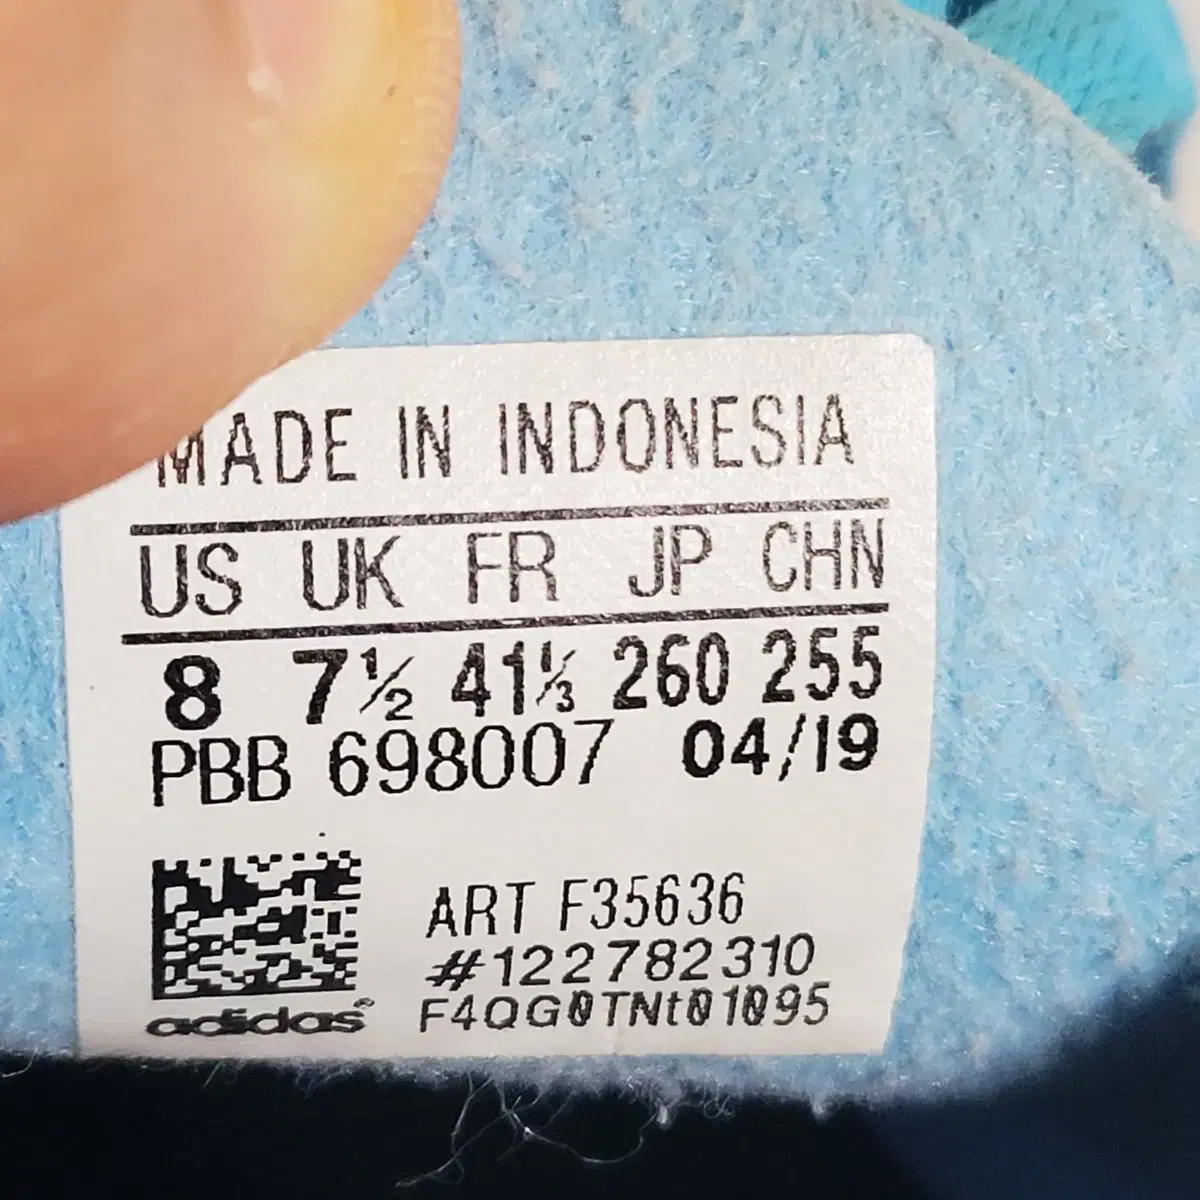 MADE IN INDONESIA
US UK FR JP CHN
8 7½ 41⅓ 260 255
PBB 698007 04/19
ART F35636
#122782310
adidas® F4QG0TNt01095